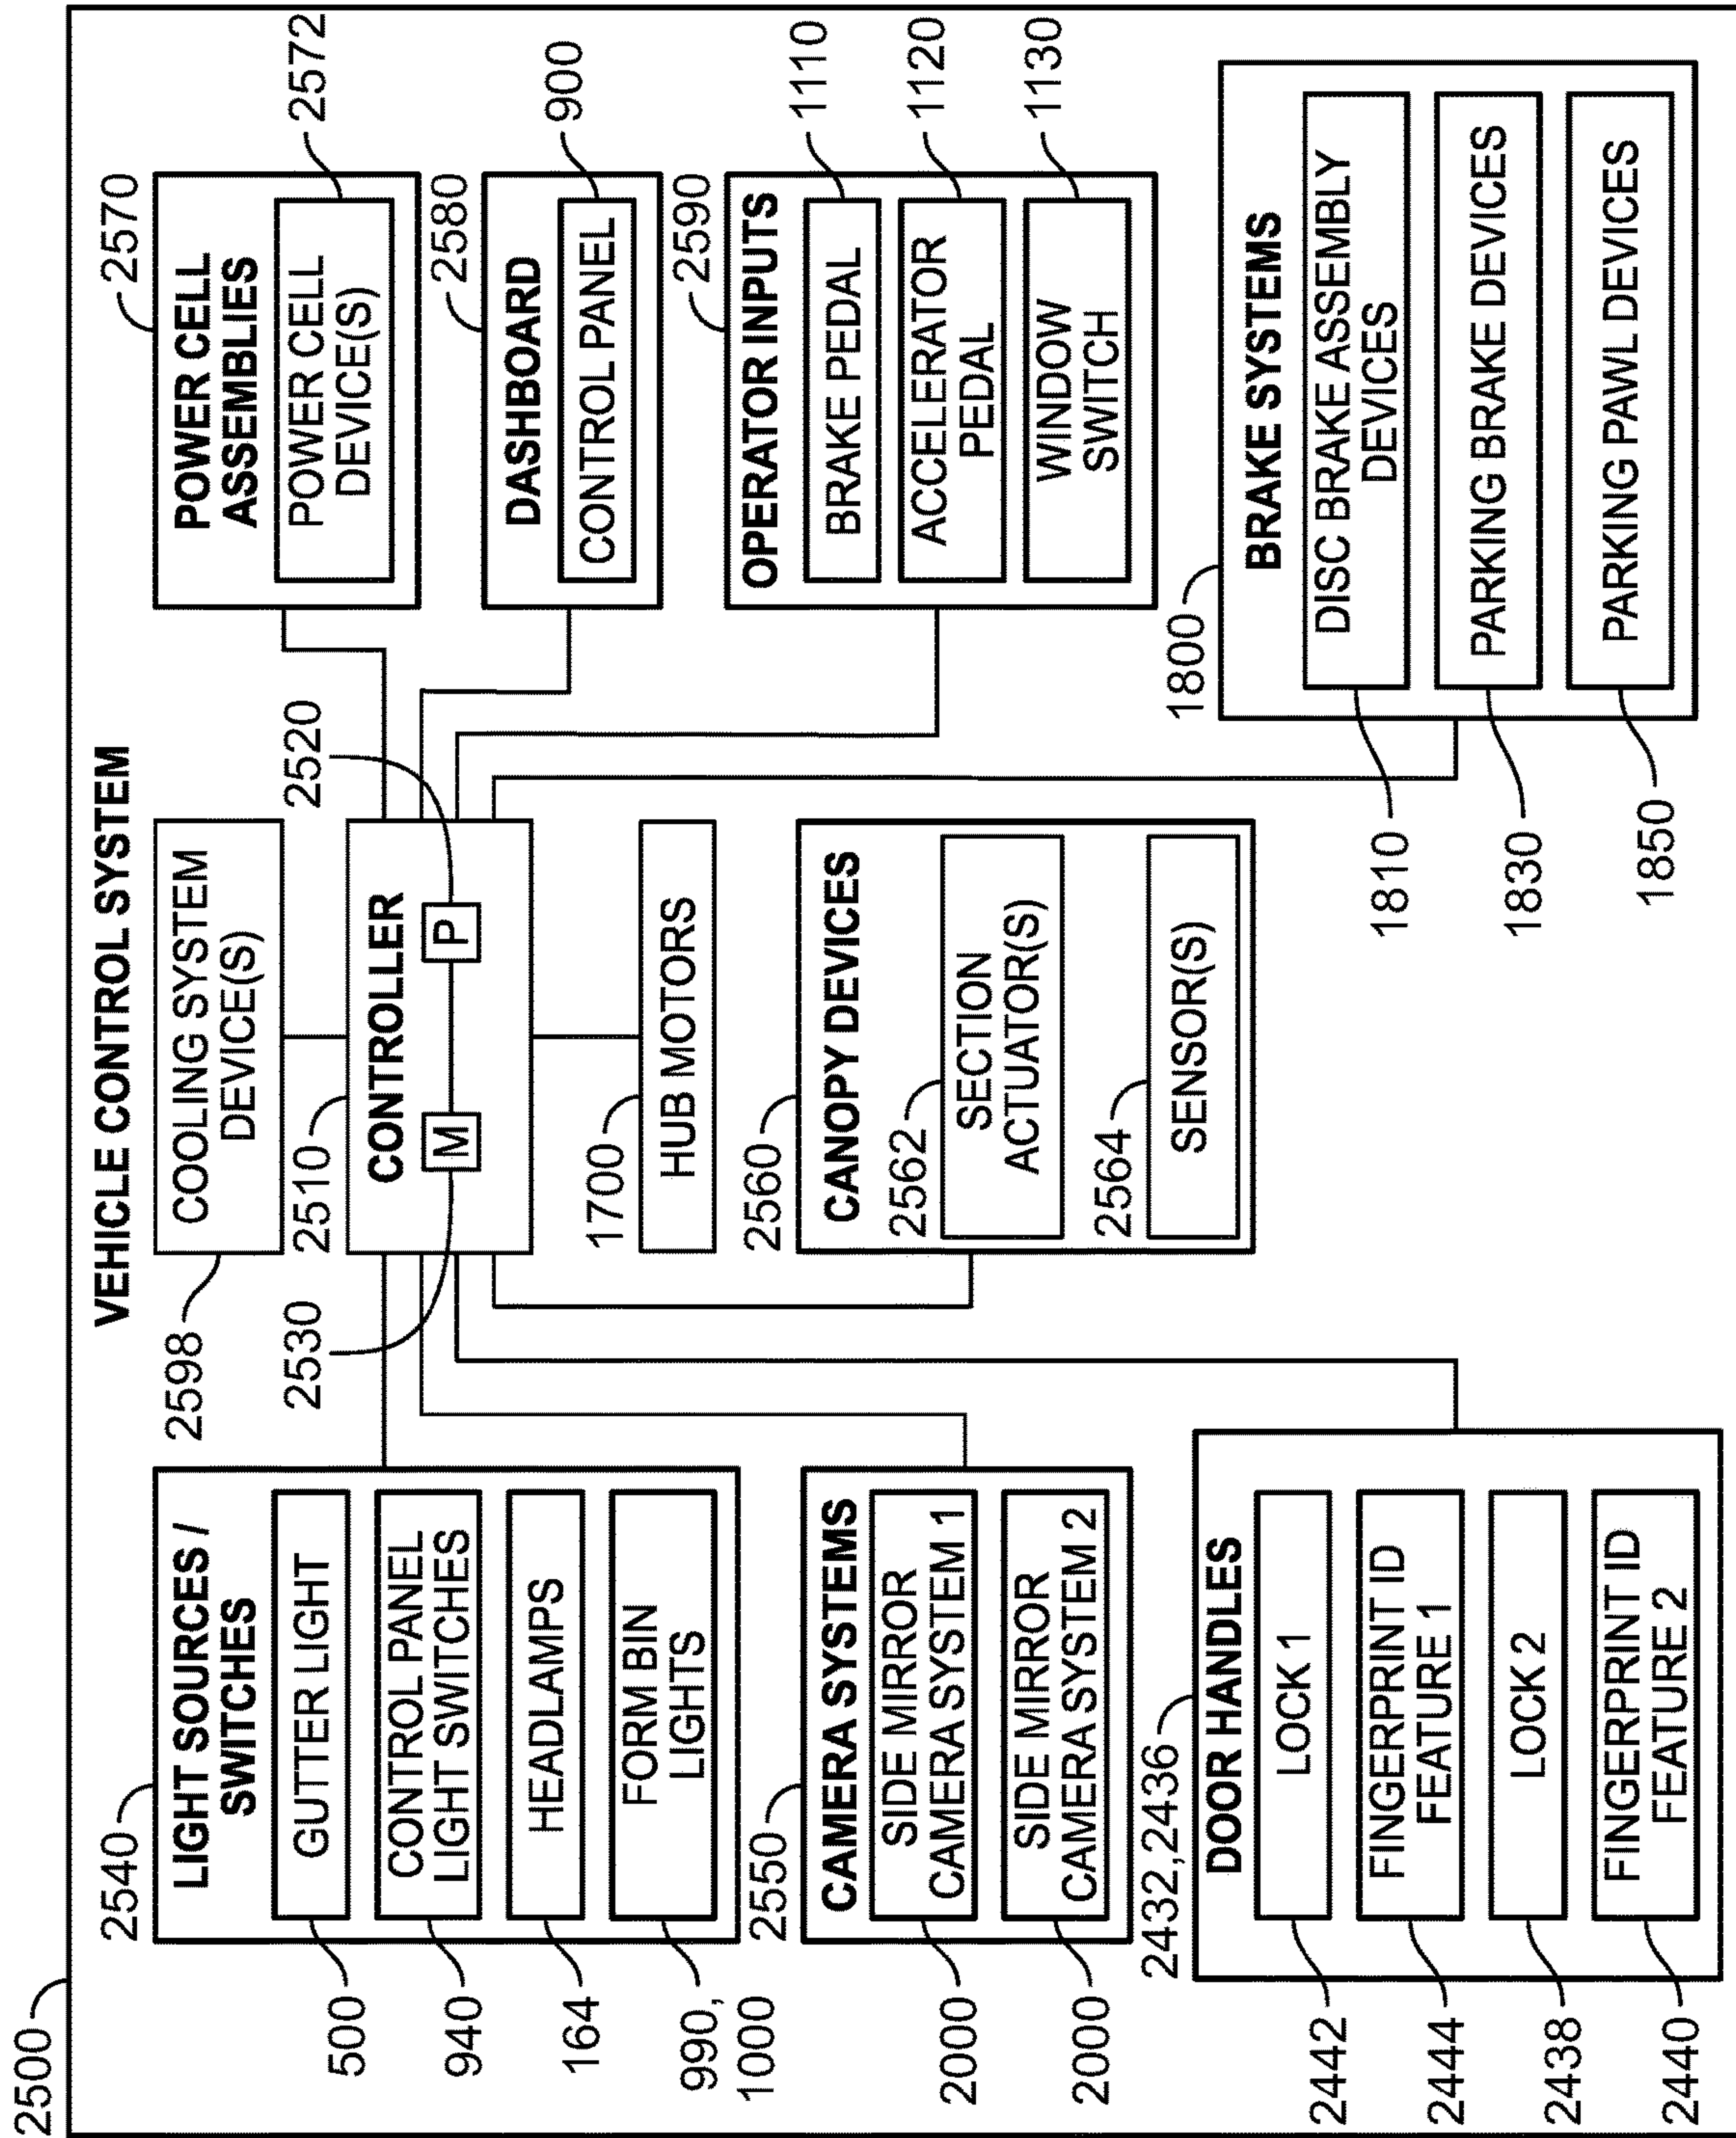 2500
VEHICLE CONTROL SYSTEM
2540
LIGHT SOURCES /
SWITCHES
500
GUTTER LIGHT
940
CONTROL PANEL
LIGHT SWITCHES
164
HEADLAMPS
990,
1000
FORM BIN
LIGHTS
2550
CAMERA SYSTEMS
2000
SIDE MIRROR
CAMERA SYSTEM 1
2000
SIDE MIRROR
CAMERA SYSTEM 2
2432,2436
DOOR HANDLES
2442
LOCK 1
2444
FINGERPRINT ID
FEATURE 1
2438
LOCK 2
2440
FINGERPRINT ID
FEATURE 2
2598
COOLING SYSTEM
DEVICE(S)
2510
CONTROLLER
2530
M
P
2520
1700
HUB MOTORS
2560
CANOPY DEVICES
2562
SECTION
ACTUATOR(S)
2564
SENSOR(S)
2570
POWER CELL
ASSEMBLIES
POWER CELL
DEVICE(S)
2572
2580
DASHBOARD
CONTROL PANEL
900
2590
OPERATOR INPUTS
BRAKE PEDAL
1110
ACCELERATOR
PEDAL
1120
WINDOW
SWITCH
1130
1800
BRAKE SYSTEMS
1810
DISC BRAKE ASSEMBLY
DEVICES
1830
PARKING BRAKE DEVICES
1850
PARKING PAWL DEVICES